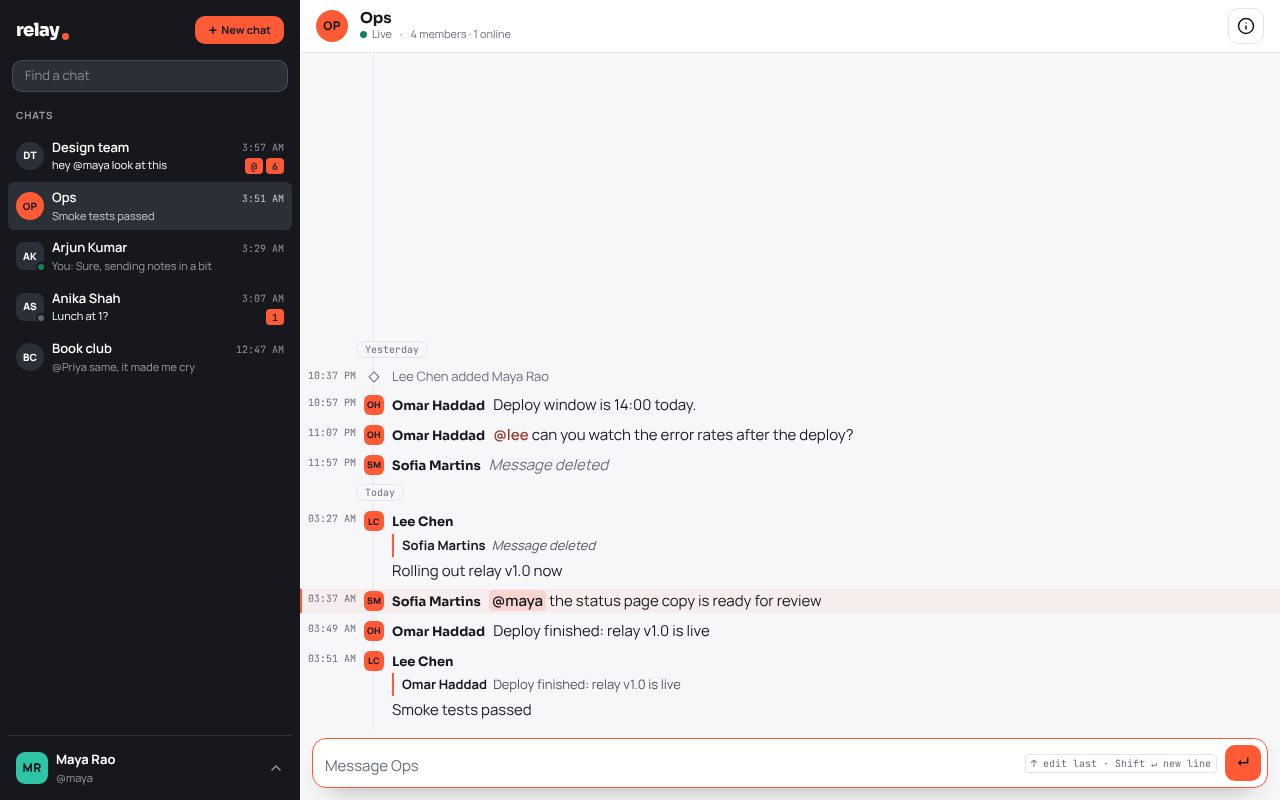 relay.
+ New chat
Find a chat
CHATS
DT Design team 3:57 AM
hey @maya look at this @ 6
OP Ops 3:51 AM
Smoke tests passed
AK Arjun Kumar 3:29 AM
You: Sure, sending notes in a bit
AS Anika Shah 3:07 AM
Lunch at 1? 1
BC Book club 12:47 AM
@Priya same, it made me cry
MR Maya Rao
@maya
OP Ops
Live · 4 members · 1 online
Yesterday
10:37 PM Lee Chen added Maya Rao
10:57 PM OH Omar Haddad Deploy window is 14:00 today.
11:07 PM OH Omar Haddad @lee can you watch the error rates after the deploy?
11:57 PM SM Sofia Martins Message deleted
Today
03:27 AM LC Lee Chen
Sofia Martins Message deleted
Rolling out relay v1.0 now
03:37 AM SM Sofia Martins @maya the status page copy is ready for review
03:49 AM OH Omar Haddad Deploy finished: relay v1.0 is live
03:51 AM LC Lee Chen
Omar Haddad Deploy finished: relay v1.0 is live
Smoke tests passed
Message Ops
↑ edit last · Shift ↵ new line